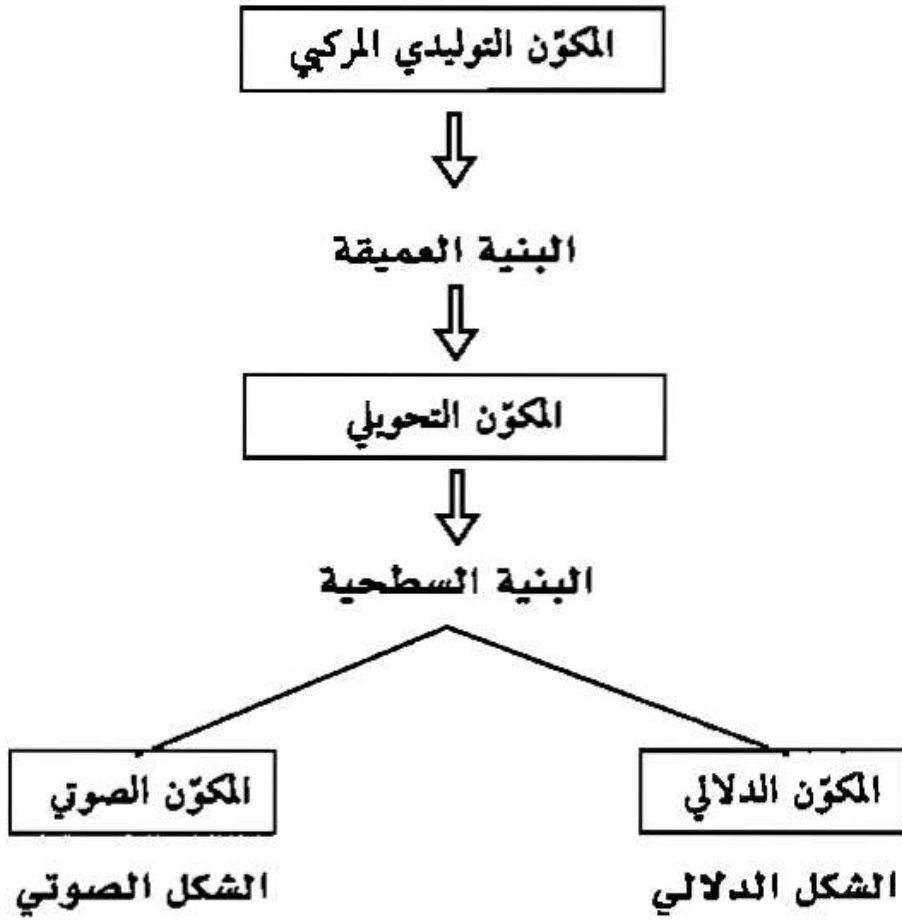 المكوّن التوليدي المركبي
البنية العميقة
المكوّن التحويلي
البنية السطحية
المكوّن الدلالي
المكوّن الصوتي
الشكل الدلالي
الشكل الصوتي